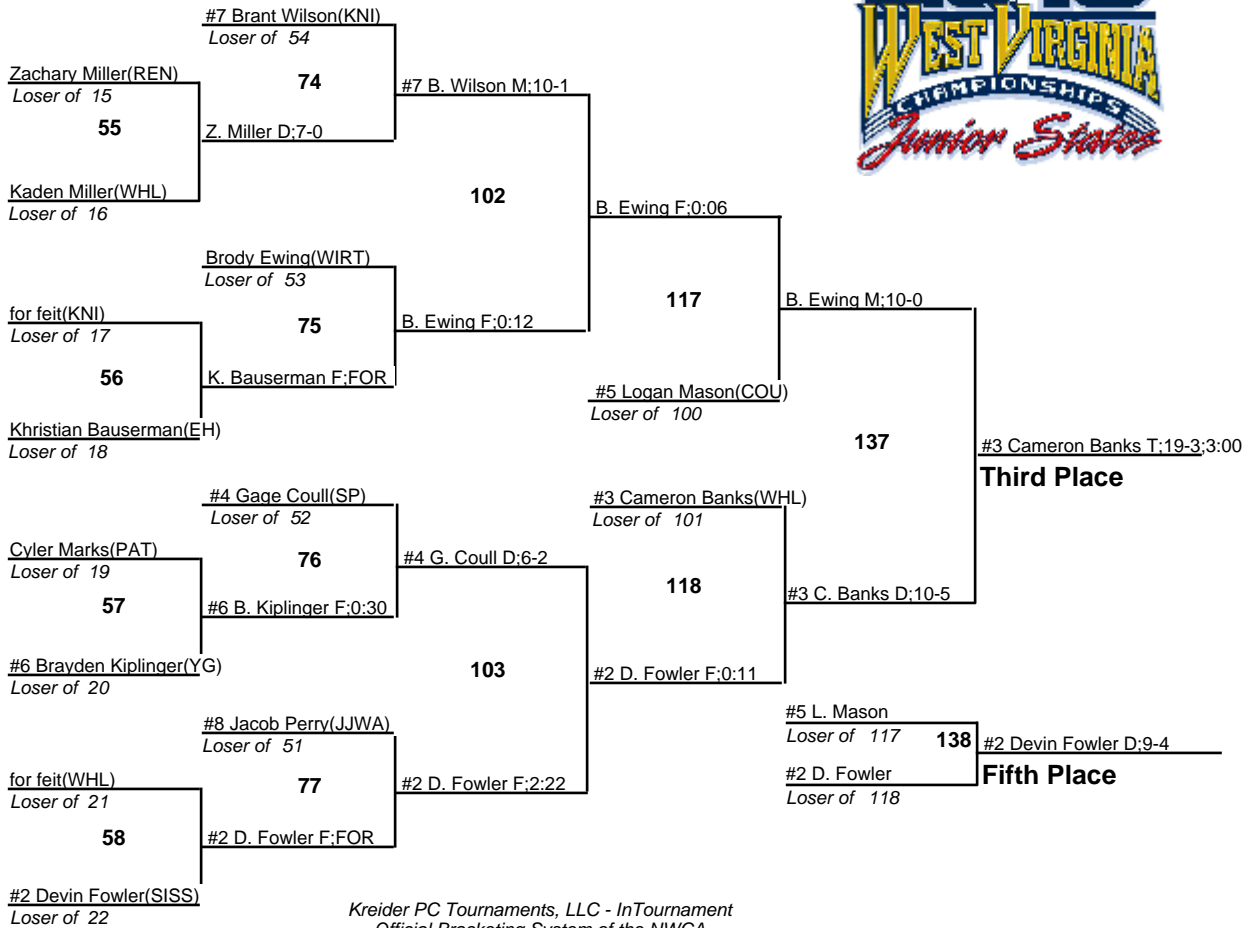 #7 Brant Wilson(KNI)
Loser of 54
Zachary Miller(REN)
Loser of 15
74
#7 B. Wilson M;10-1
55
Z. Miller D;7-0
Kaden Miller(WHL)
Loser of 16
102
B. Ewing F;0:06
Brody Ewing(WIRT)
Loser of 53
for feit(KNI)
Loser of 17
75
B. Ewing F;0:12
117
B. Ewing M;10-0
56
K. Bauserman F;FOR
#5 Logan Mason(COU)
Loser of 100
Khristian Bauserman(EH)
Loser of 18
137
#3 Cameron Banks T;19-3;3:00
Third Place
#4 Gage Coull(SP)
Loser of 52
#3 Cameron Banks(WHL)
Loser of 101
Cyler Marks(PAT)
Loser of 19
76
#4 G. Coull D;6-2
118
#3 C. Banks D;10-5
57
#6 B. Kiplinger F;0:30
#6 Brayden Kiplinger(YG)
Loser of 20
103
#2 D. Fowler F;0:11
#8 Jacob Perry(JJWA)
Loser of 51
#5 L. Mason
Loser of 117
138
#2 Devin Fowler D;9-4
Fifth Place
for feit(WHL)
Loser of 21
77
#2 D. Fowler F;2:22
#2 D. Fowler
Loser of 118
58
#2 D. Fowler F;FOR
#2 Devin Fowler(SISS)
Loser of 22
Kreider PC Tournaments, LLC - InTournament
Official Bracketing System of the NWCA
WEST VIRGINIA
CHAMPIONSHIPS
Junior States